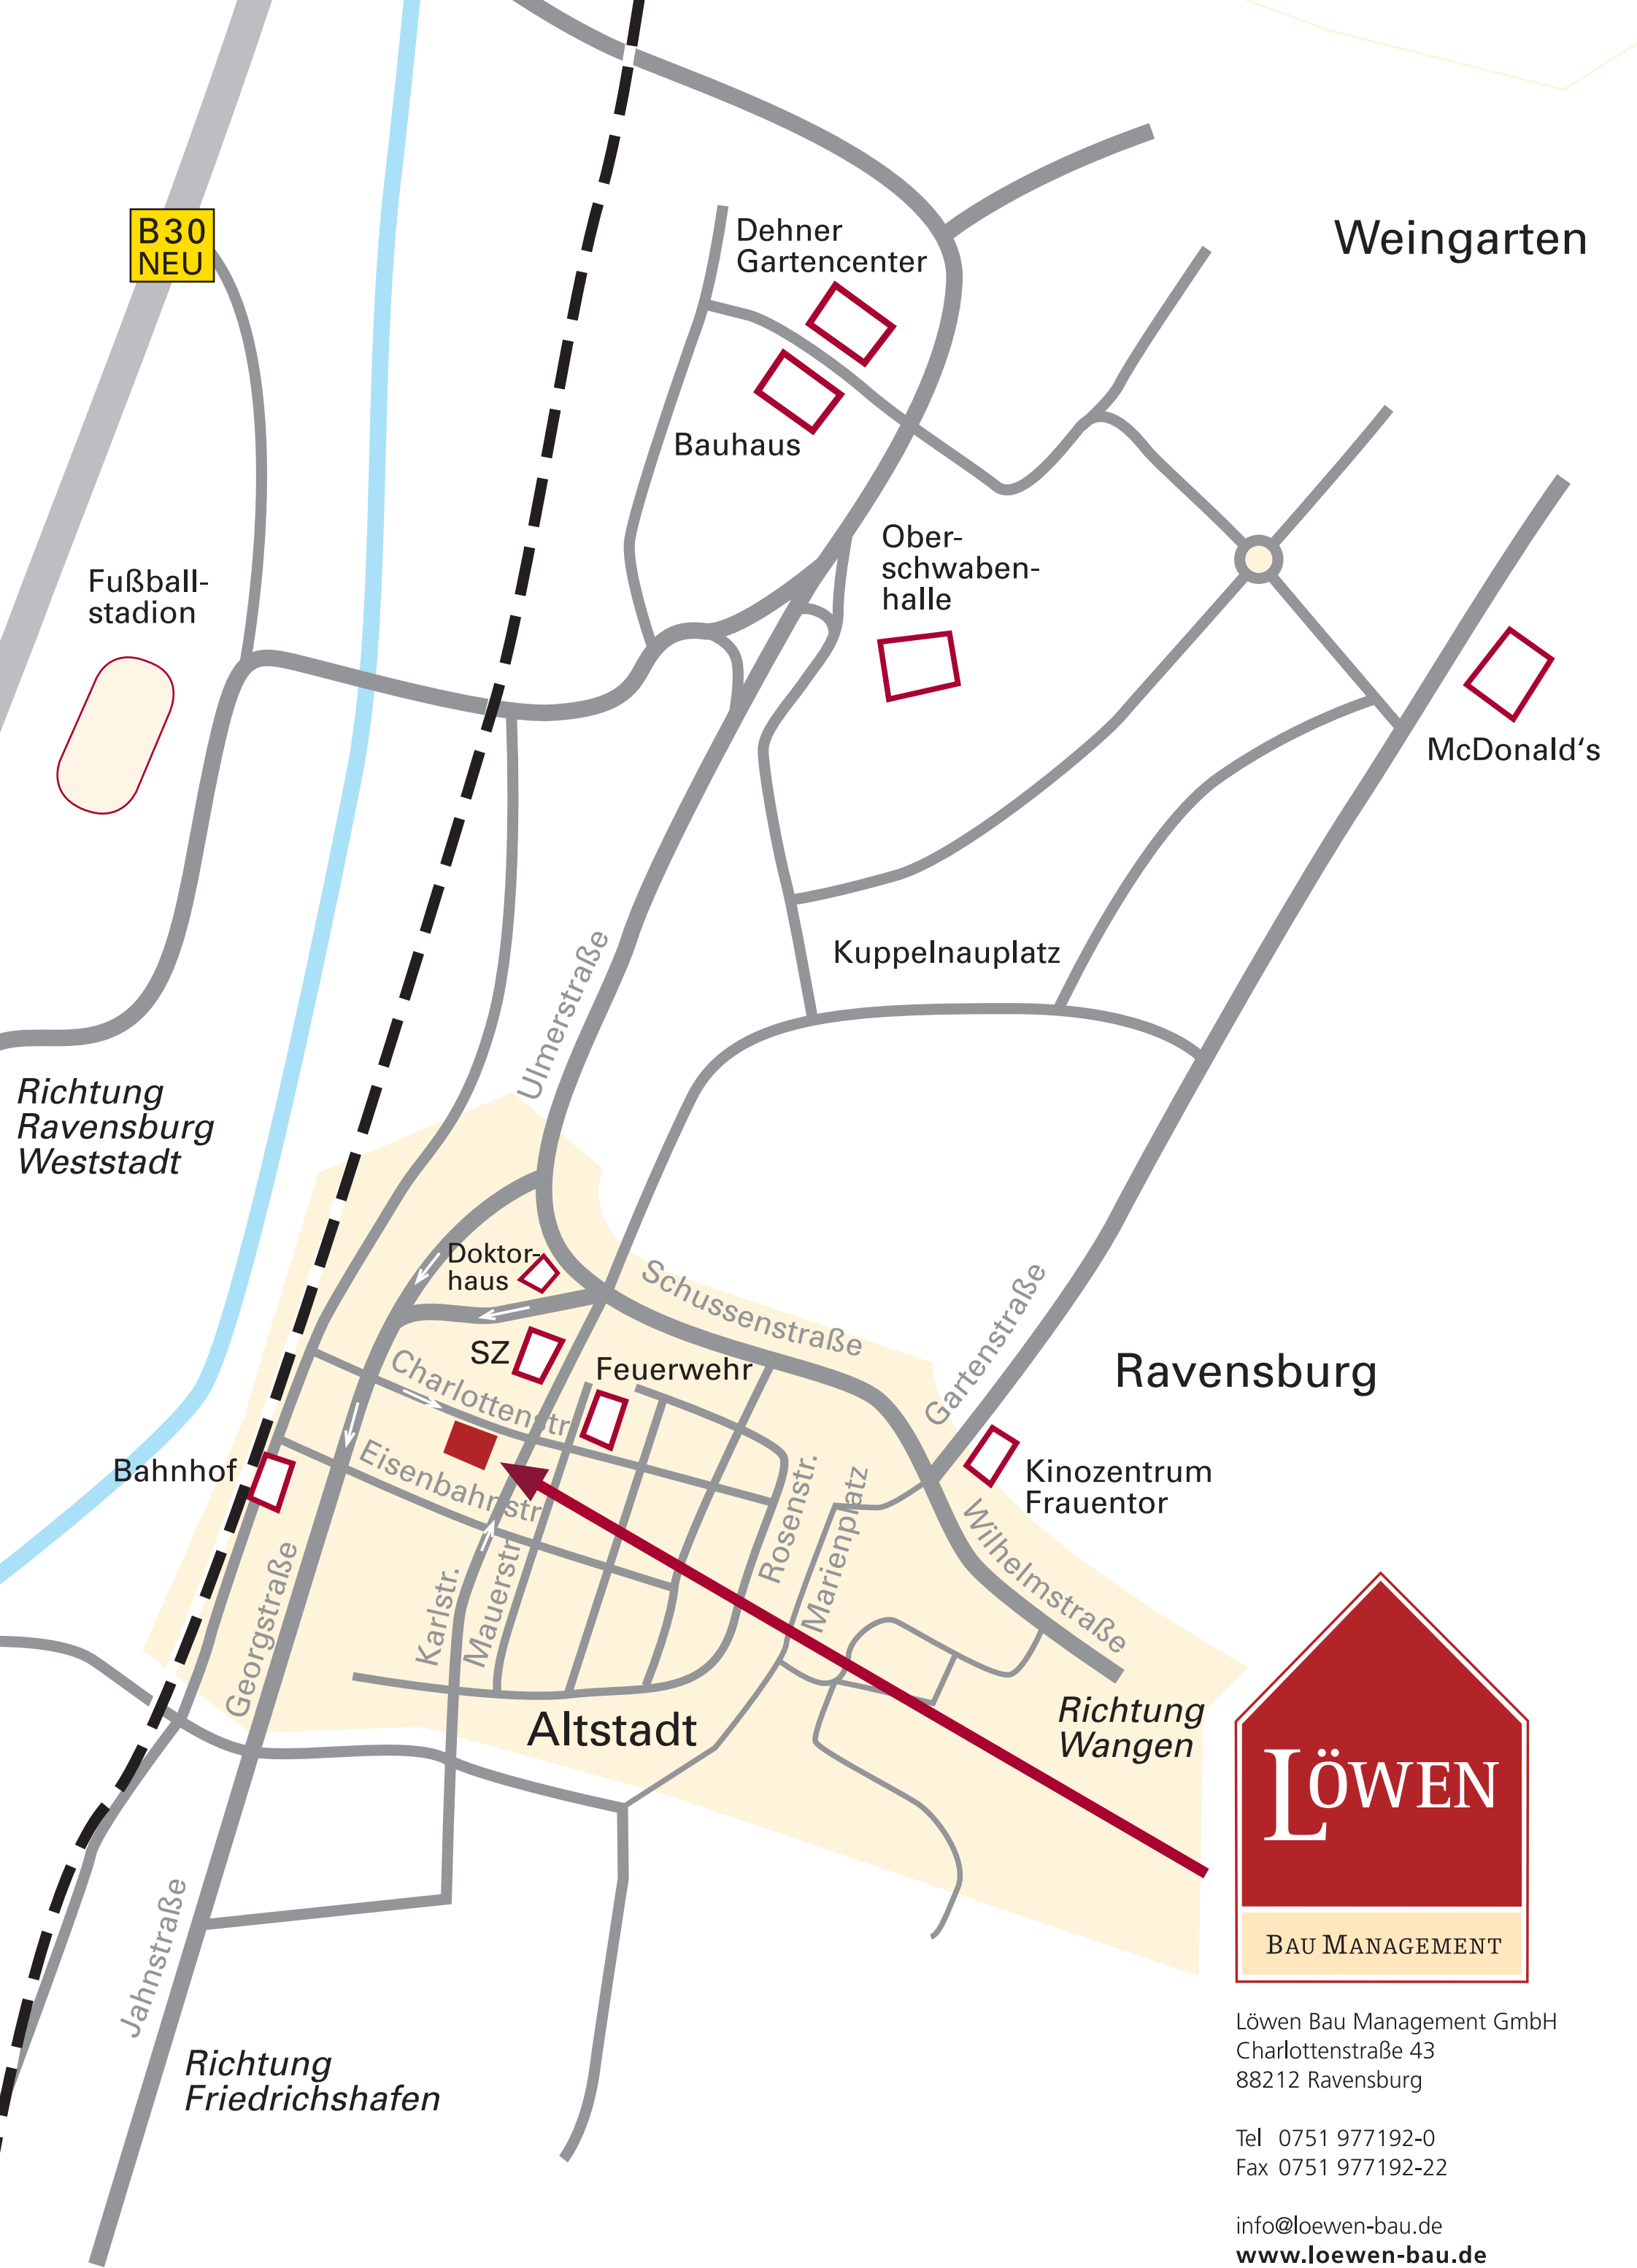 B 30
NEU
Dehner
Gartencenter
Weingarten
Bauhaus
Ober-
schwaben-
halle
Fußball-
stadion
McDonald‘s
Kuppelnauplatz
Ulmerstraße
Richtung
Ravensburg
Weststadt
Doktor-
haus
Schussenstraße
Gartenstraße
SZ
Feuerwehr
Charlottenstr.
Ravensburg
Eisenbahnstr.
Bahnhof
Kinozentrum
Frauentor
Rosenstr.
Marienplatz
Wilhelmstraße
Georgstraße
Karlstr.
Mauerstr.
Altstadt
Richtung
Wangen
Jahnstraße
Richtung
Friedrichshafen
LÖWEN
BAU MANAGEMENT
Löwen Bau Management GmbH
Charlottenstraße 43
88212 Ravensburg
Tel 0751 977192-0
Fax 0751 977192-22
info@loewen-bau.de
www.loewen-bau.de